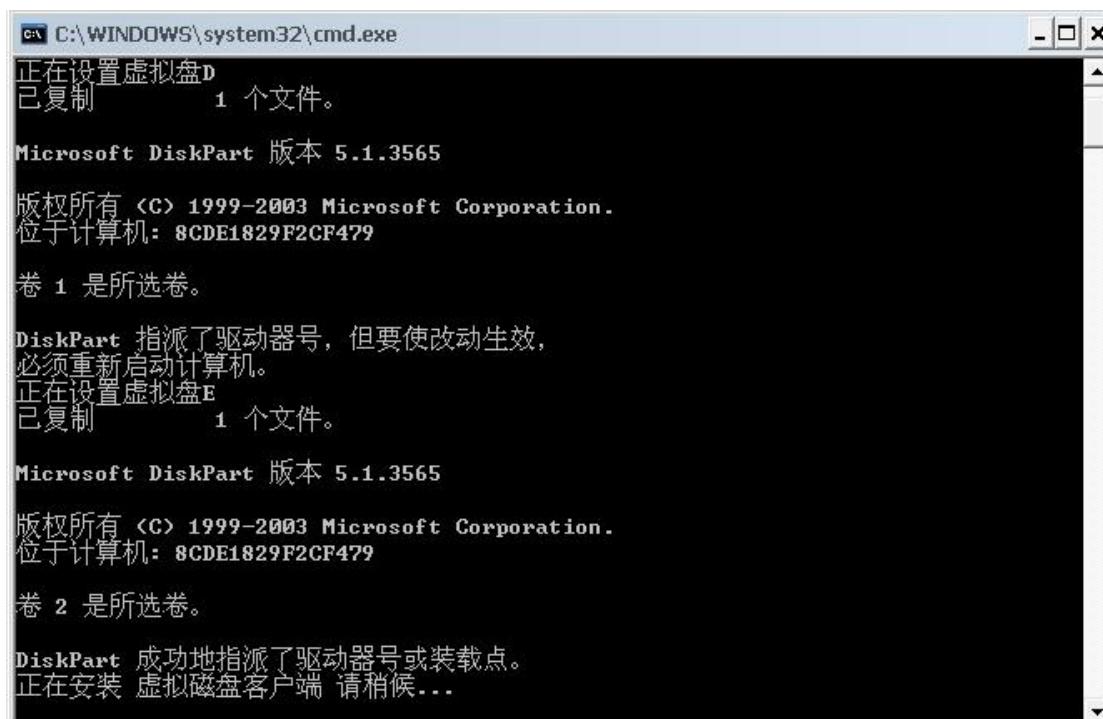 C:\WINDOWS\system32\cmd.exe
正在设置虚拟盘D
已复制         1 个文件。
Microsoft DiskPart 版本 5.1.3565
版权所有 (C) 1999-2003 Microsoft Corporation.
位于计算机: 8CDE1829F2CF479
卷 1 是所选卷。
DiskPart 指派了驱动器号，但要使改动生效，
必须重新启动计算机。
正在设置虚拟盘E
已复制         1 个文件。
Microsoft DiskPart 版本 5.1.3565
版权所有 (C) 1999-2003 Microsoft Corporation.
位于计算机: 8CDE1829F2CF479
卷 2 是所选卷。
DiskPart 成功地指派了驱动器号或装载点。
正在安装 虚拟磁盘客户端 请稍候...